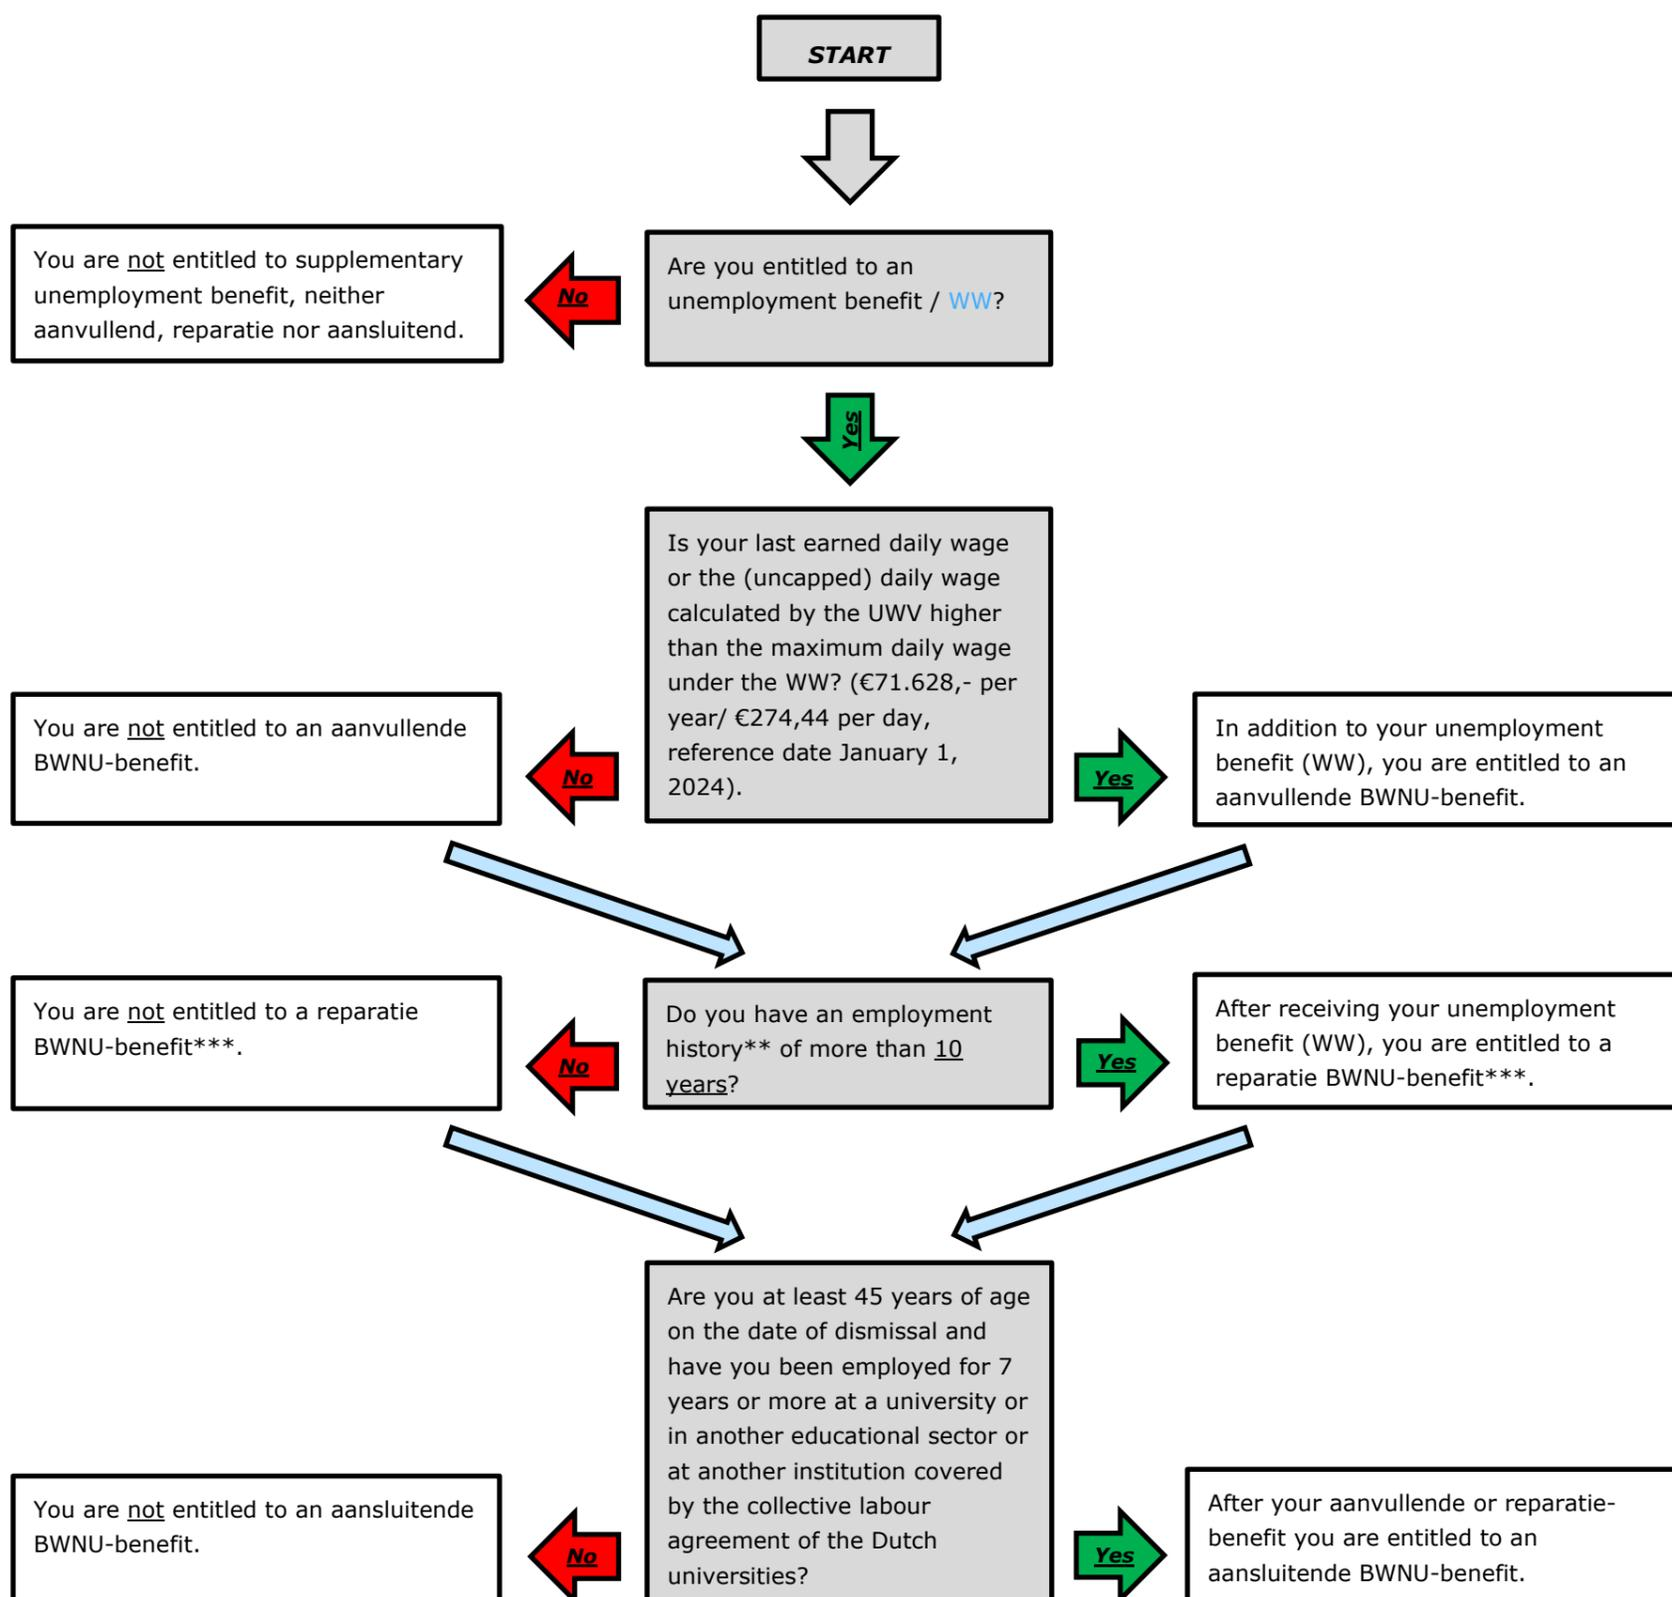 START
You are not entitled to supplementary
unemployment benefit, neither
aanvullend, reparatie nor aansluitend.
No
Are you entitled to an
unemployment benefit / WW?
Yes
Is your last earned daily wage
or the (uncapped) daily wage
calculated by the UWV higher
than the maximum daily wage
under the WW? (€71.628,- per
year/ €274,44 per day,
reference date January 1,
2024).
You are not entitled to an aanvullende
BWNU-benefit.
No
Yes
In addition to your unemployment
benefit (WW), you are entitled to an
aanvullende BWNU-benefit.
You are not entitled to a reparatie
BWNU-benefit***.
No
Do you have an employment
history** of more than 10
years?
Yes
After receiving your unemployment
benefit (WW), you are entitled to a
reparatie BWNU-benefit***.
Are you at least 45 years of age
on the date of dismissal and
have you been employed for 7
years or more at a university or
in another educational sector or
at another institution covered
by the collective labour
agreement of the Dutch
universities?
You are not entitled to an aansluitende
BWNU-benefit.
No
Yes
After your aanvullende or reparatie-
benefit you are entitled to an
aansluitende BWNU-benefit.